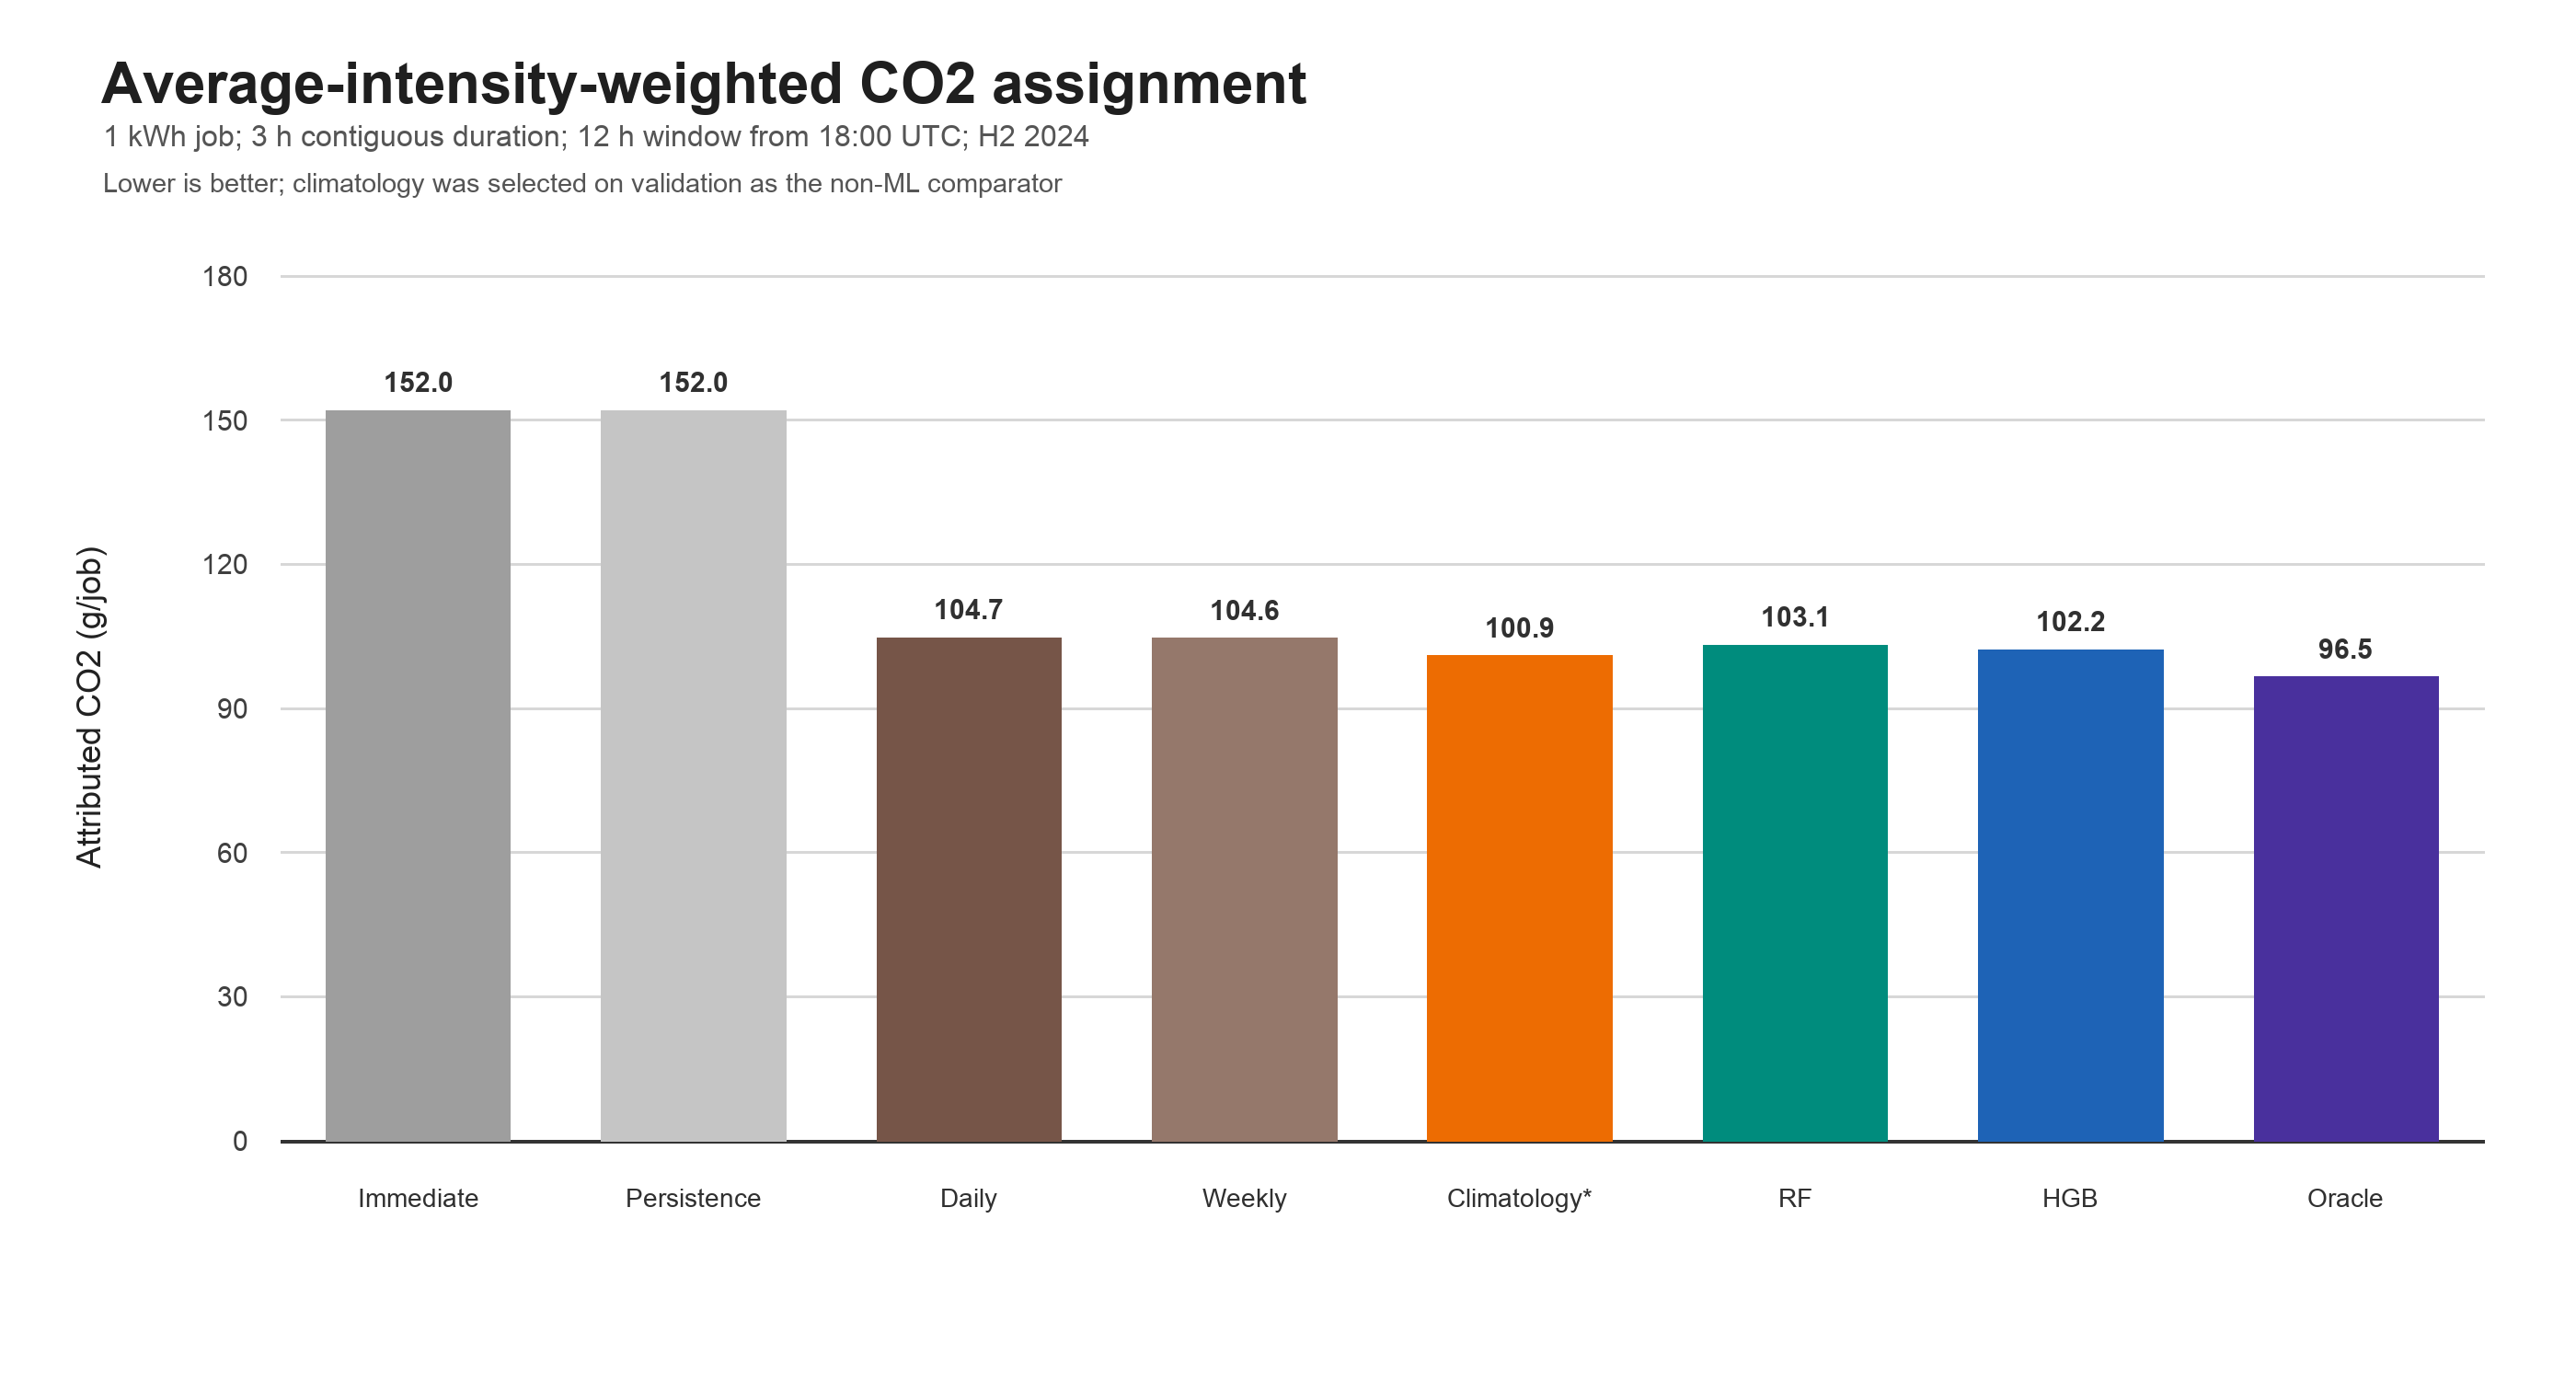 Average-intensity-weighted CO2 assignment
1 kWh job; 3 h contiguous duration; 12 h window from 18:00 UTC; H2 2024
Lower is better; climatology was selected on validation as the non-ML comparator
Attributed CO2 (g/job)
180
150
120
90
60
30
0
152.0 152.0 104.7 104.6 100.9 103.1 102.2 96.5
Immediate Persistence Daily Weekly Climatology* RF HGB Oracle